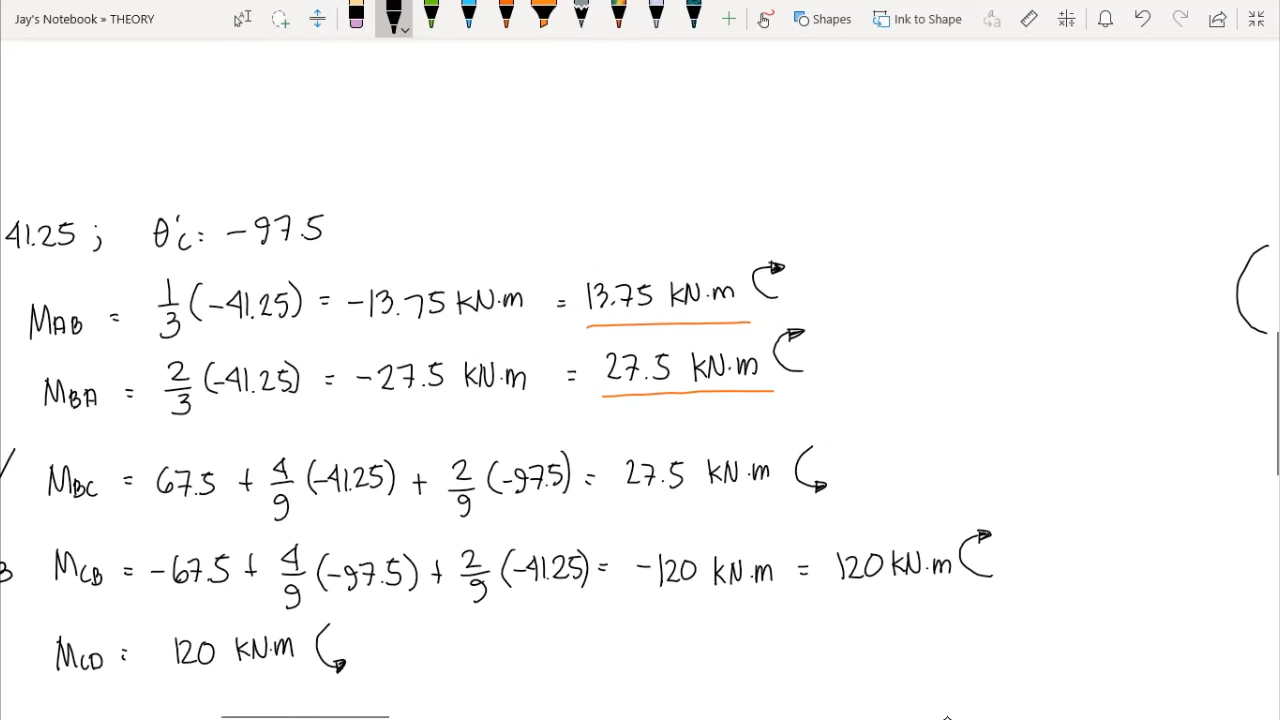 Jay's Notebook » THEORY
Shapes
Ink to Shape
41.25 ; θ'c: -97.5
MAB = 1/3 (-41.25) = -13.75 kN·m = 13.75 kN·m
MBA = 2/3 (-41.25) = -27.5 kN·m = 27.5 kN·m
MBC = 67.5 + 4/9 (-41.25) + 2/9 (-97.5) = 27.5 kN·m
B MCB = -67.5 + 4/9 (-97.5) + 2/9 (-41.25) = -120 kN·m = 120 kN·m
MCD = 120 kN·m